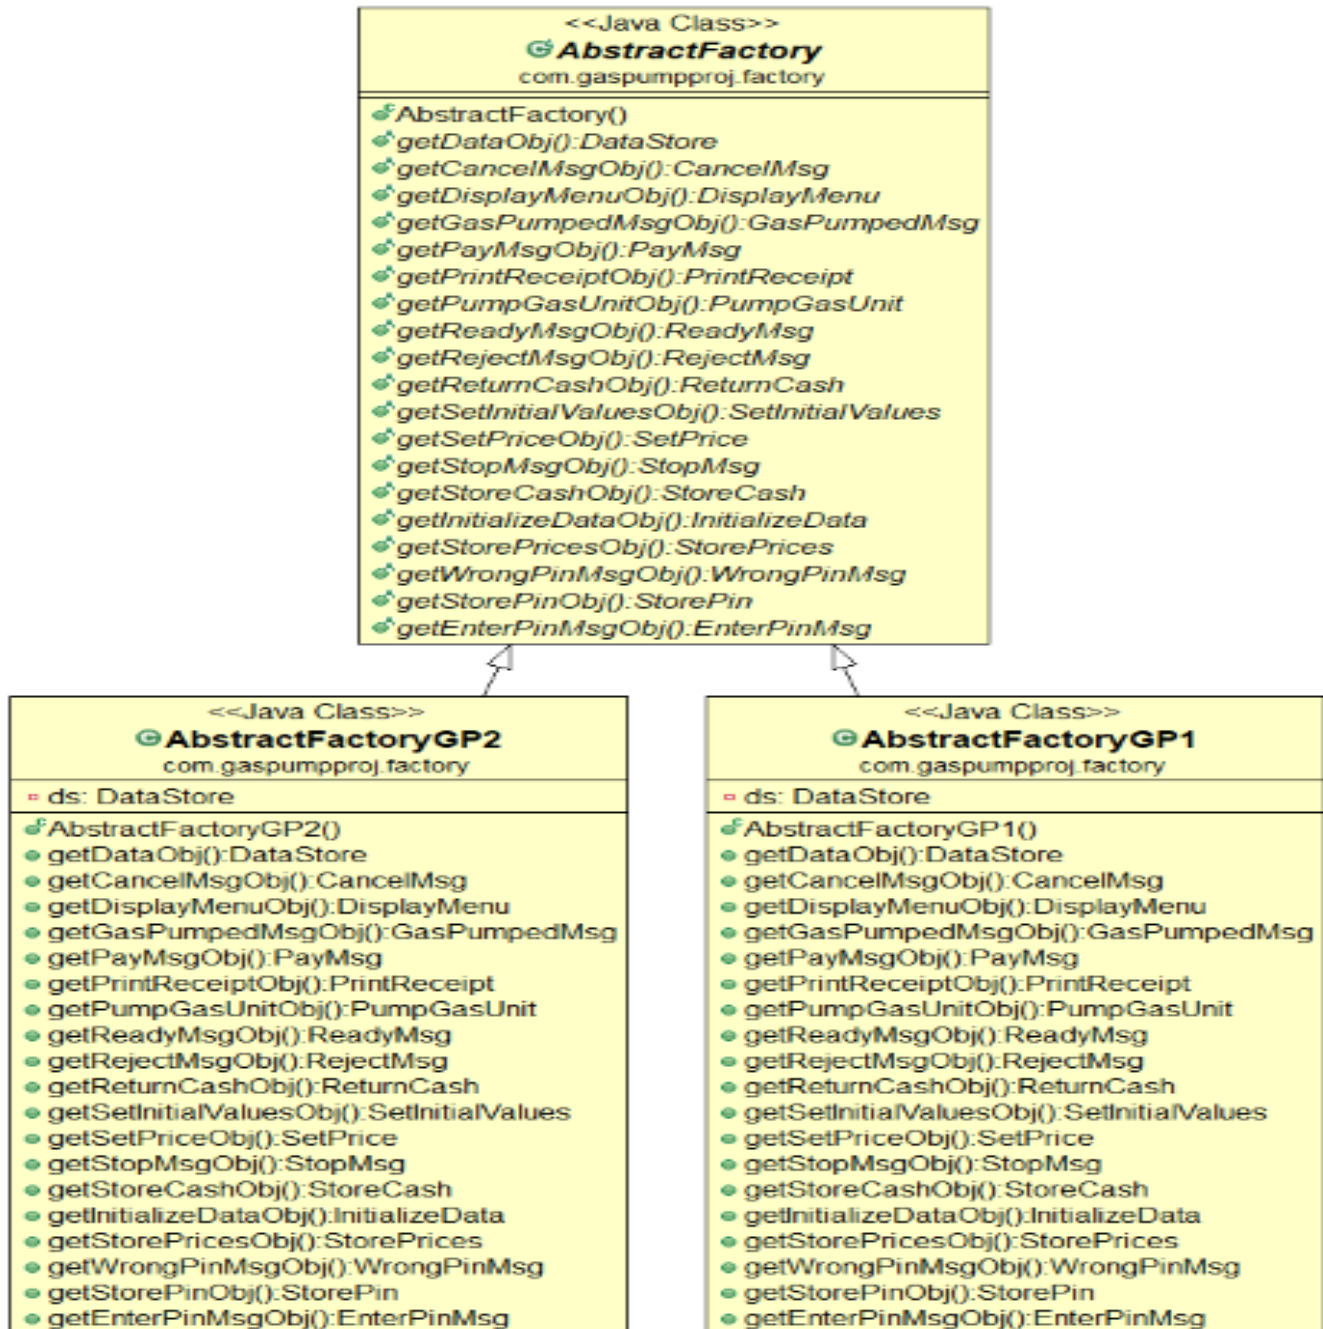 <<Java Class>>
AbstractFactory
com.gaspumpproj.factory
AbstractFactory()
getDataObj():DataStore
getCancelMsgObj():CancelMsg
getDisplayMenuObj():DisplayMenu
getGasPumpedMsgObj():GasPumpedMsg
getPayMsgObj():PayMsg
getPrintReceiptObj():PrintReceipt
getPumpGasUnitObj():PumpGasUnit
getReadyMsgObj():ReadyMsg
getRejectMsgObj():RejectMsg
getReturnCashObj():ReturnCash
getSetInitialValuesObj():SetInitialValues
getSetPriceObj():SetPrice
getStopMsgObj():StopMsg
getStoreCashObj():StoreCash
getInitializeDataObj():InitializeData
getStorePricesObj():StorePrices
getWrongPinMsgObj():WrongPinMsg
getStorePinObj():StorePin
getEnterPinMsgObj():EnterPinMsg
<<Java Class>>
AbstractFactoryGP2
com.gaspumpproj.factory
ds: DataStore
AbstractFactoryGP2()
getDataObj():DataStore
getCancelMsgObj():CancelMsg
getDisplayMenuObj():DisplayMenu
getGasPumpedMsgObj():GasPumpedMsg
getPayMsgObj():PayMsg
getPrintReceiptObj():PrintReceipt
getPumpGasUnitObj():PumpGasUnit
getReadyMsgObj():ReadyMsg
getRejectMsgObj():RejectMsg
getReturnCashObj():ReturnCash
getSetInitialValuesObj():SetInitialValues
getSetPriceObj():SetPrice
getStopMsgObj():StopMsg
getStoreCashObj():StoreCash
getInitializeDataObj():InitializeData
getStorePricesObj():StorePrices
getWrongPinMsgObj():WrongPinMsg
getStorePinObj():StorePin
getEnterPinMsgObj():EnterPinMsg
<<Java Class>>
AbstractFactoryGP1
com.gaspumpproj.factory
ds: DataStore
AbstractFactoryGP1()
getDataObj():DataStore
getCancelMsgObj():CancelMsg
getDisplayMenuObj():DisplayMenu
getGasPumpedMsgObj():GasPumpedMsg
getPayMsgObj():PayMsg
getPrintReceiptObj():PrintReceipt
getPumpGasUnitObj():PumpGasUnit
getReadyMsgObj():ReadyMsg
getRejectMsgObj():RejectMsg
getReturnCashObj():ReturnCash
getSetInitialValuesObj():SetInitialValues
getSetPriceObj():SetPrice
getStopMsgObj():StopMsg
getStoreCashObj():StoreCash
getInitializeDataObj():InitializeData
getStorePricesObj():StorePrices
getWrongPinMsgObj():WrongPinMsg
getStorePinObj():StorePin
getEnterPinMsgObj():EnterPinMsg